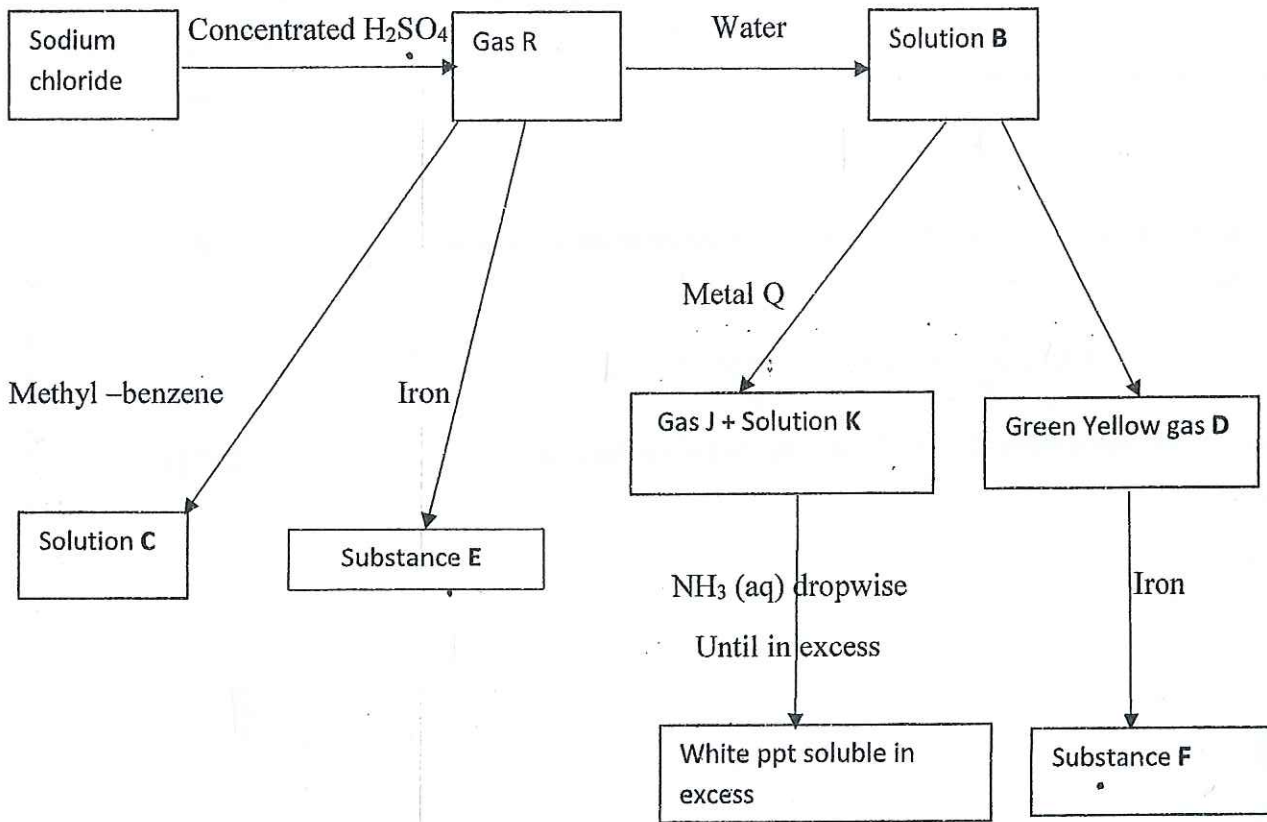 Sodium
chloride
Concentrated H₂SO₄
Gas R
Water
Solution B
Metal Q
Methyl –benzene
Iron
Gas J + Solution K
Green Yellow gas D
Solution C
Substance E
NH₃ (aq) dropwise
Until in excess
Iron
White ppt soluble in
excess
Substance F